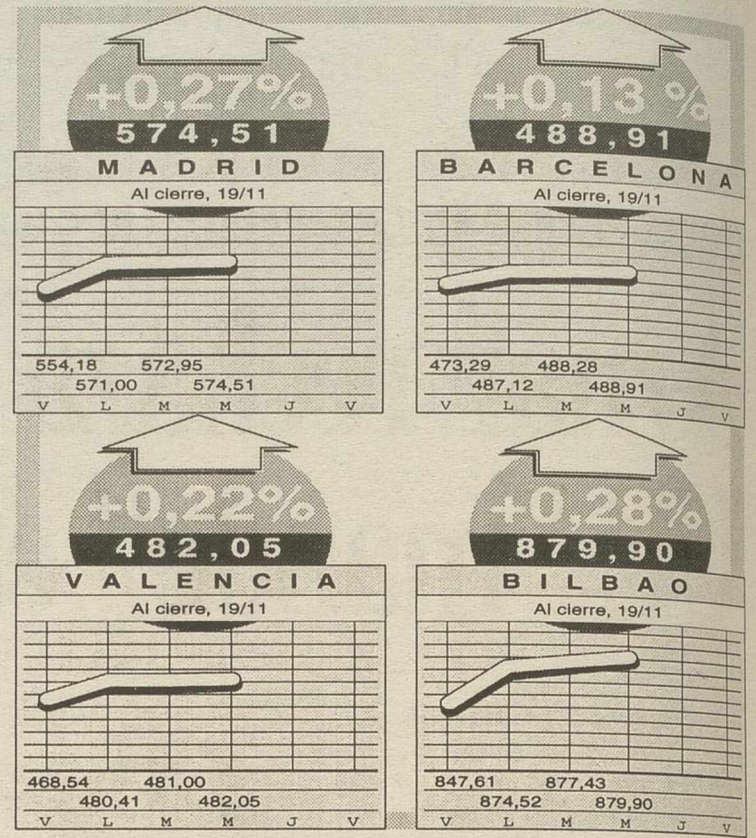 +0,27%
574,51
MADRID
Al cierre, 19/11
554,18 572,95
571,00 574,51
V L M M J V
+0,13 %
488,91
BARCELONA
Al cierre, 19/11
473,29 488,28
487,12 488,91
V L M M J V
+0,22%
482,05
VALENCIA
Al cierre, 19/11
468,54 481,00
480,41 482,05
V L M M J V
+0,28%
879,90
BILBAO
Al cierre, 19/11
847,61 877,43
874,52 879,90
V L M M J V